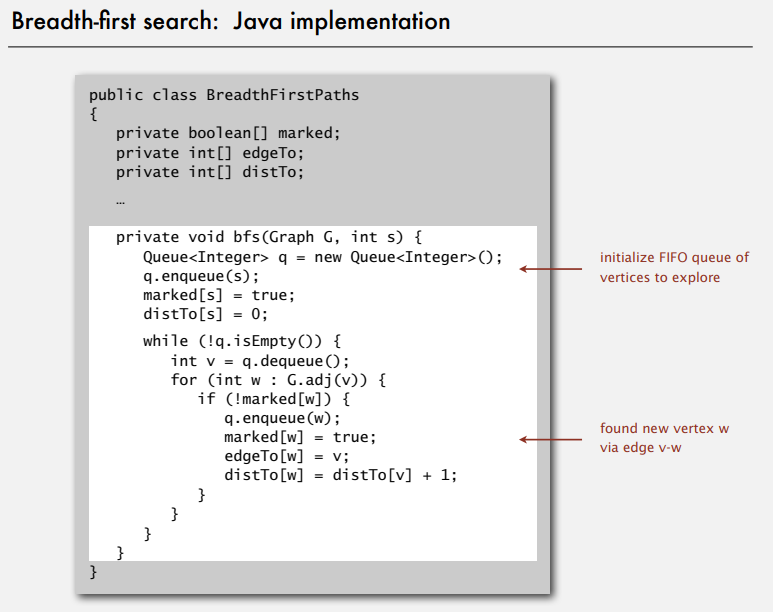 Breadth-first search: Java implementation
public class BreadthFirstPaths
{
private boolean[] marked;
private int[] edgeTo;
private int[] distTo;
…
private void bfs(Graph G, int s) {
Queue<Integer> q = new Queue<Integer>();
q.enqueue(s);
marked[s] = true;
distTo[s] = 0;
initialize FIFO queue of
vertices to explore
while (!q.isEmpty()) {
int v = q.dequeue();
for (int w : G.adj(v)) {
if (!marked[w]) {
q.enqueue(w);
marked[w] = true;
edgeTo[w] = v;
distTo[w] = distTo[v] + 1;
found new vertex w
via edge v-w
}
}
}
}
}